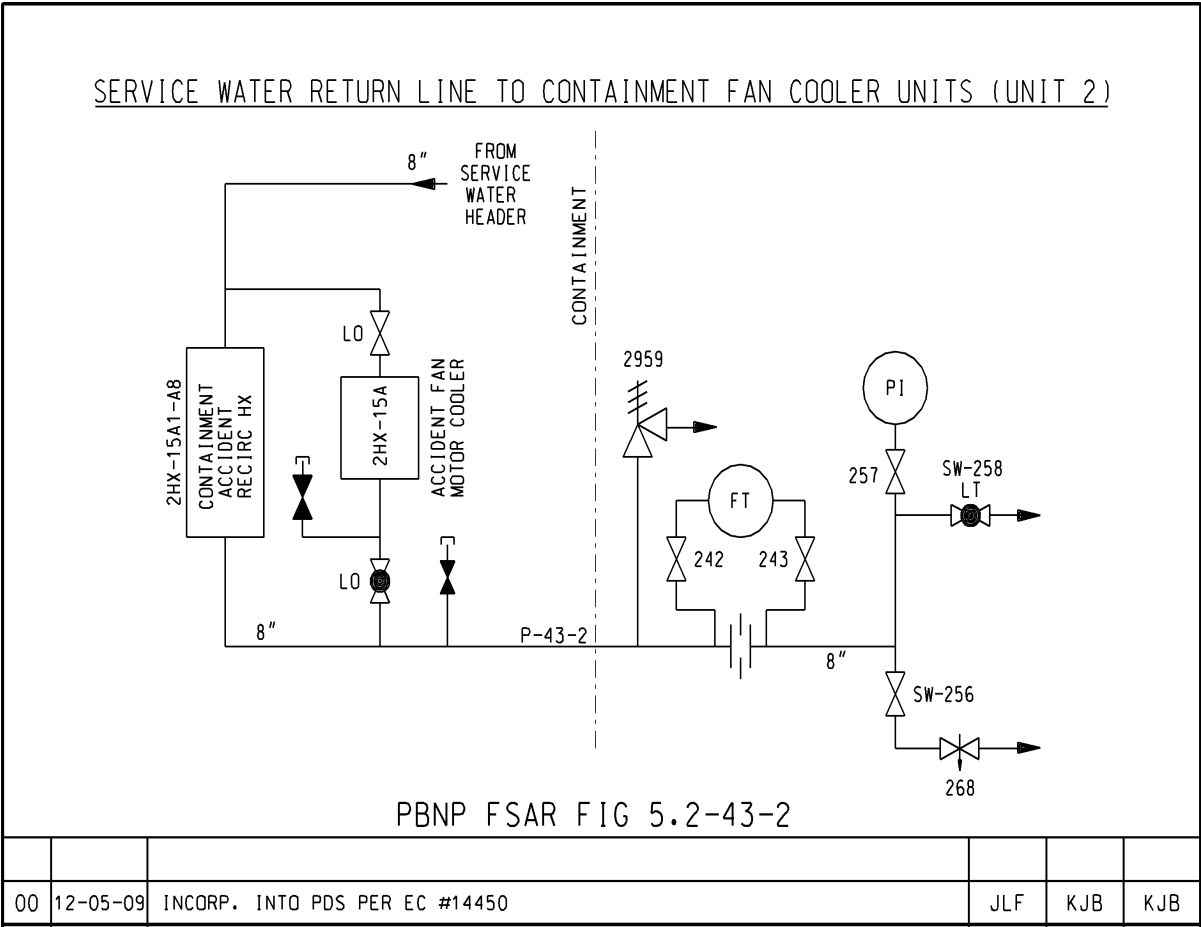 SERVICE WATER RETURN LINE TO CONTAINMENT FAN COOLER UNITS (UNIT 2)
8"
FROM
SERVICE
WATER
HEADER
CONTAINMENT
LO
2HX-15A1-A8
CONTAINMENT
ACCIDENT
RECIRC HX
2HX-15A
ACCIDENT FAN
MOTOR COOLER
2959
PI
257
SW-258
LT
FT
242
243
LO
8"
P-43-2
8"
SW-256
268
PBNP FSAR FIG 5.2-43-2
00 12-05-09 INCORP. INTO PDS PER EC #14450 JLF KJB KJB